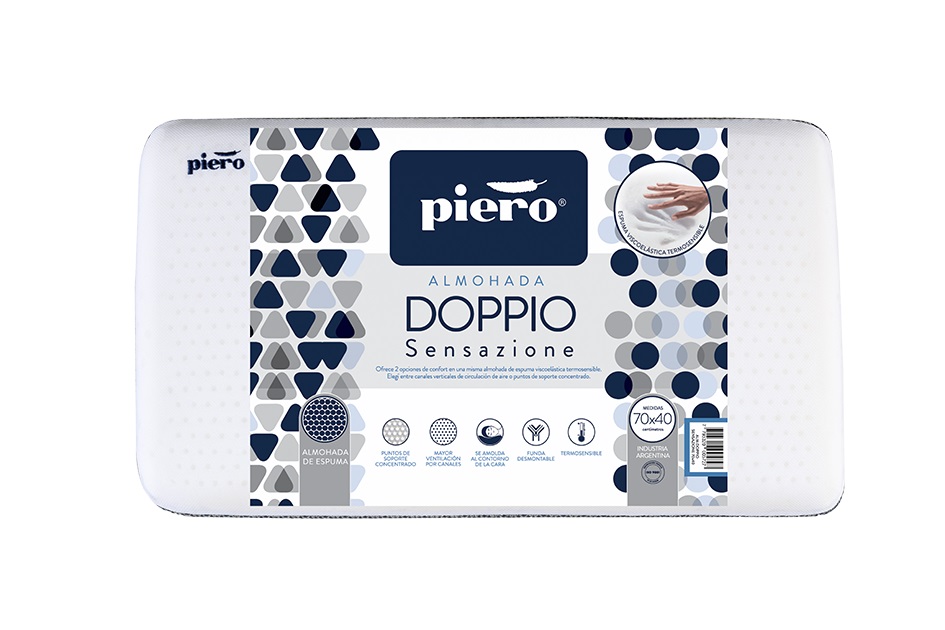 piero
piero®
ESPUMA VISCOELÁSTICA TERMOSENSIBLE
ALMOHADA
DOPPIO
Sensazione
Ofrece 2 opciones de confort en una misma almohada de espuma viscoelástica termosensible.
Elegí entre canales verticales de circulación de aire o puntos de soporte concentrado.
ALMOHADA
DE ESPUMA
PUNTOS DE
SOPORTE
CONCENTRADO
MAYOR
VENTILACIÓN
POR CANALES
SE AMOLDA
AL CONTORNO
DE LA CARA
FUNDA
DESMONTABLE
TERMOSENSIBLE
MEDIDAS
70x40
centímetros
INDUSTRIA
ARGENTINA